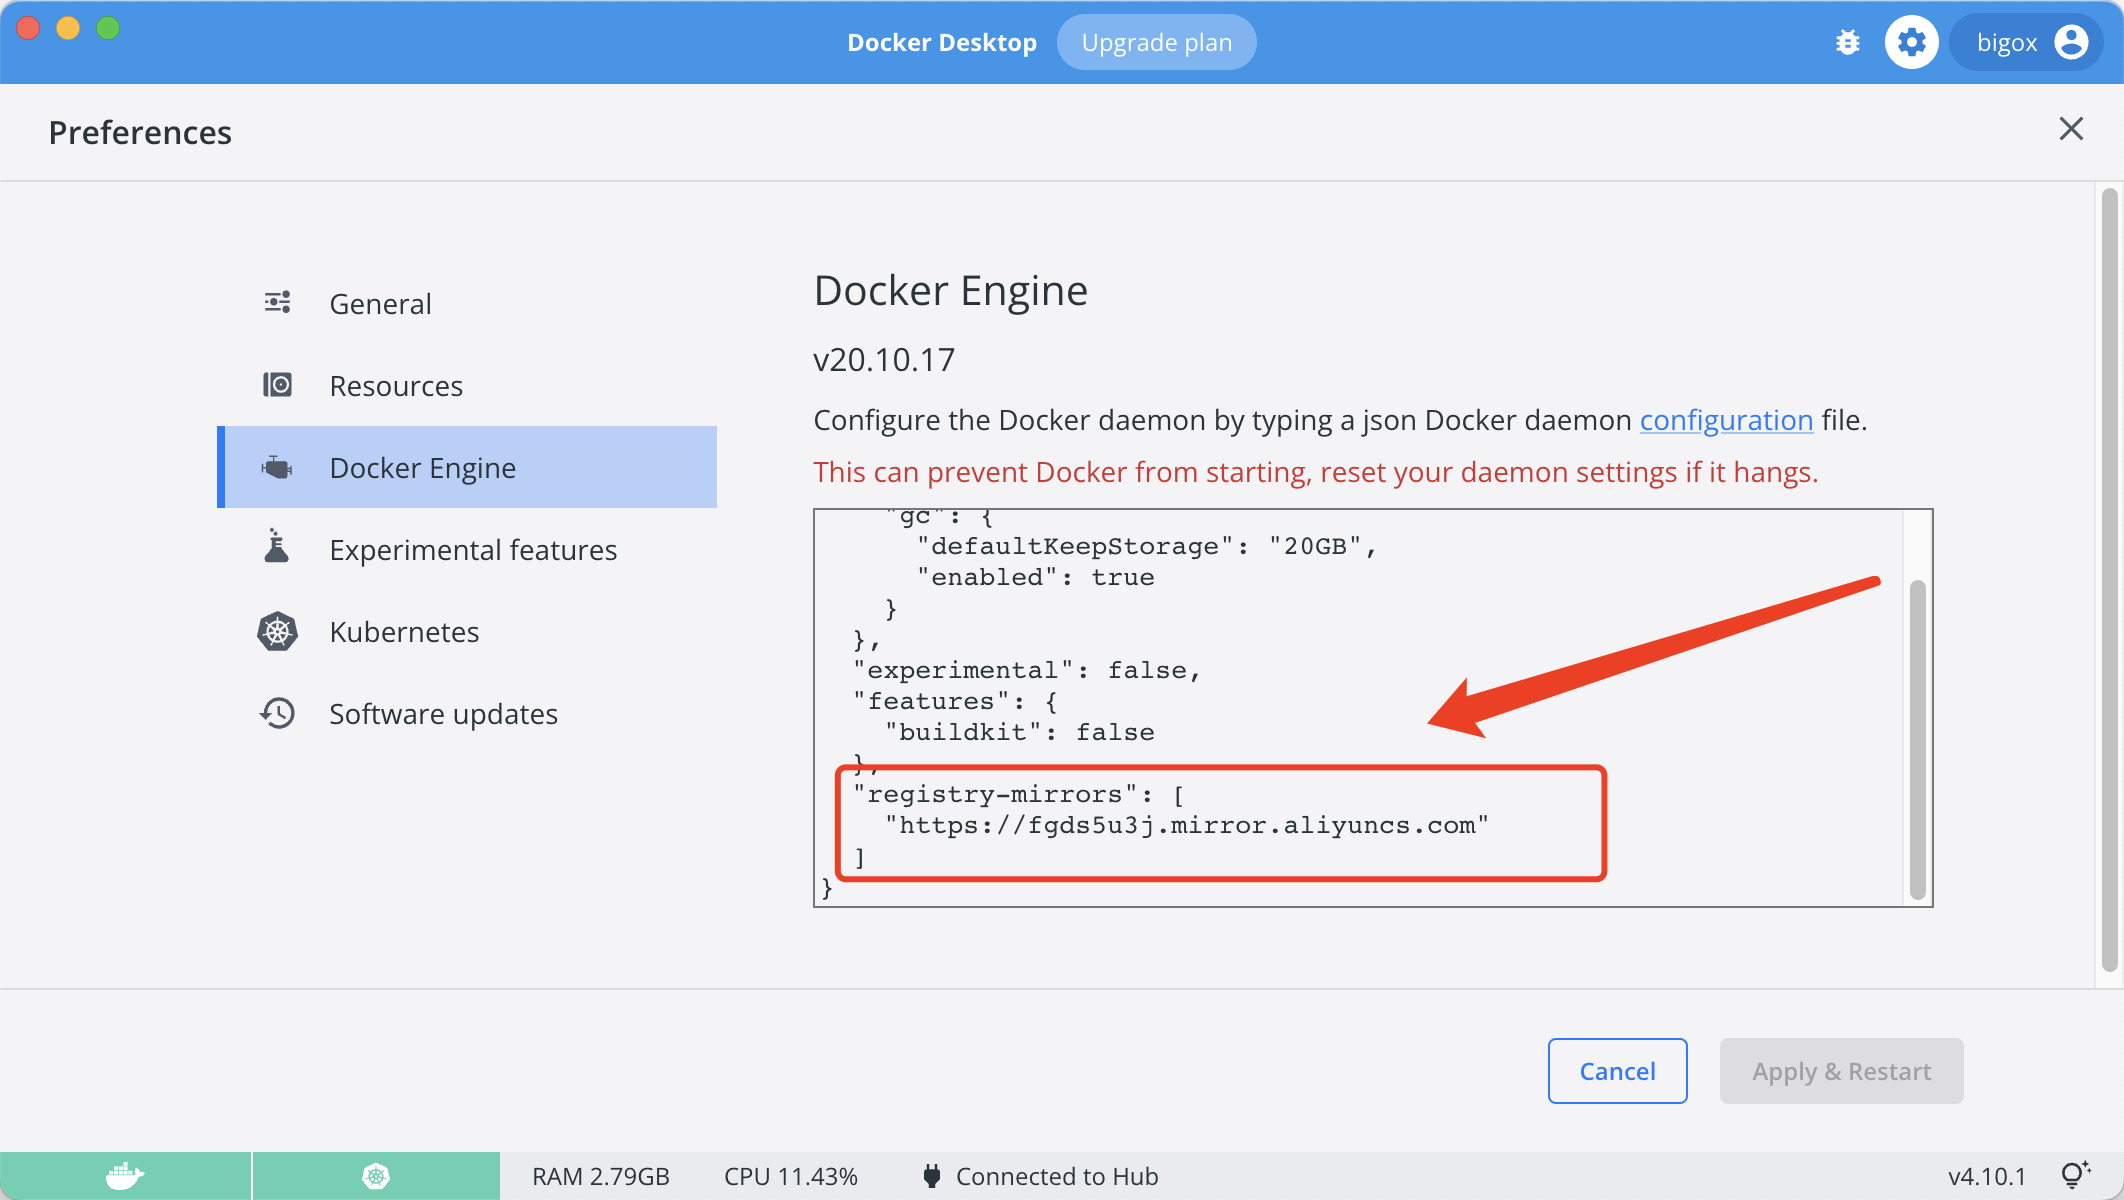 Docker Desktop
Upgrade plan
bigox
Preferences
General
Resources
Docker Engine
Experimental features
Kubernetes
Software updates
Docker Engine
v20.10.17
Configure the Docker daemon by typing a json Docker daemon configuration file.
This can prevent Docker from starting, reset your daemon settings if it hangs.
"gc": {
"defaultKeepStorage": "20GB",
"enabled": true
}
},
"experimental": false,
"features": {
"buildkit": false
},
"registry-mirrors": [
"https://fgds5u3j.mirror.aliyuncs.com"
]
}
Cancel
Apply & Restart
RAM 2.79GB
CPU 11.43%
Connected to Hub
v4.10.1